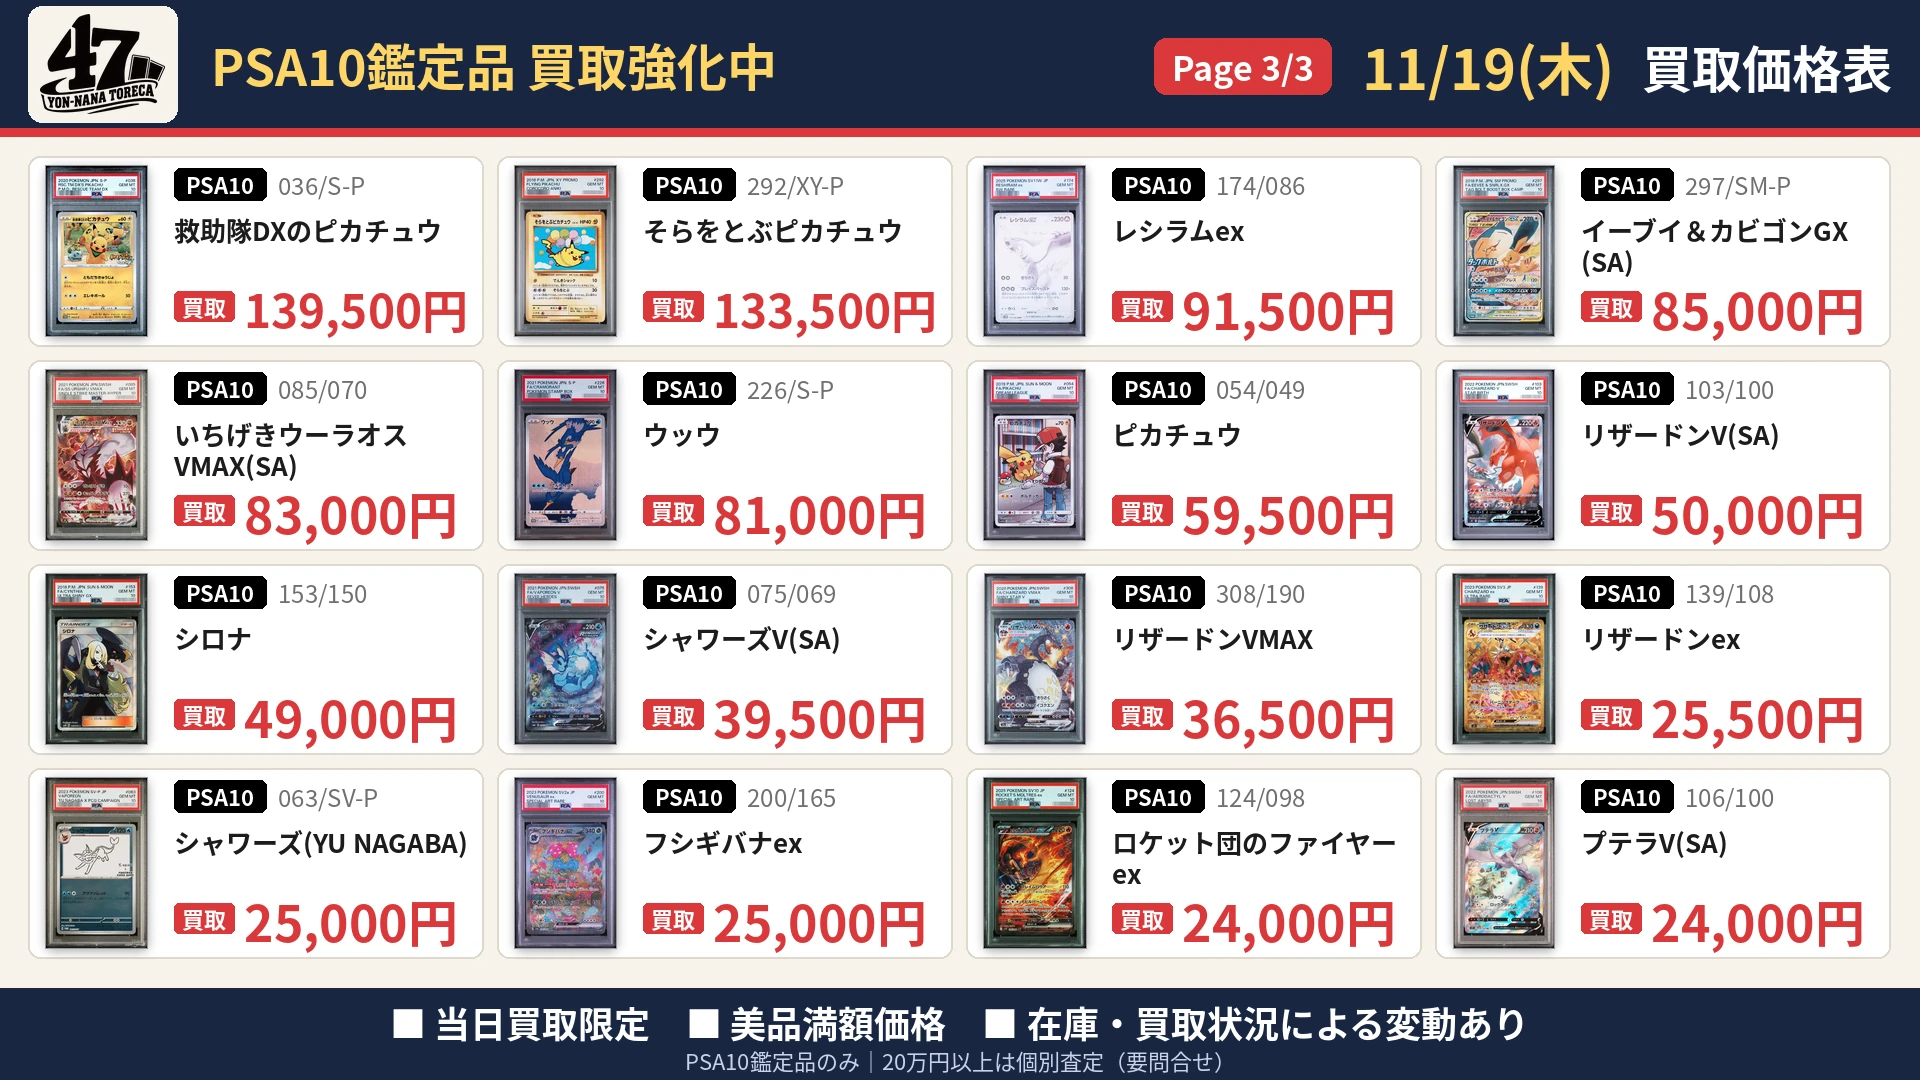 47
YON-NANA TORECA
PSA10鑑定品 買取強化中
Page 3/3
11/19(木) 買取価格表
PSA10 036/S-P
救助隊DXのピカチュウ
買取 139,500円
PSA10 292/XY-P
そらをとぶピカチュウ
買取 133,500円
PSA10 174/086
レシラムex
買取 91,500円
PSA10 297/SM-P
イーブイ＆カビゴンGX
(SA)
買取 85,000円
PSA10 085/070
いちげきウーラオス
VMAX(SA)
買取 83,000円
PSA10 226/S-P
ウッウ
買取 81,000円
PSA10 054/049
ピカチュウ
買取 59,500円
PSA10 103/100
リザードンV(SA)
買取 50,000円
PSA10 153/150
シロナ
買取 49,000円
PSA10 075/069
シャワーズV(SA)
買取 39,500円
PSA10 308/190
リザードンVMAX
買取 36,500円
PSA10 139/108
リザードンex
買取 25,500円
PSA10 063/SV-P
シャワーズ(YU NAGABA)
買取 25,000円
PSA10 200/165
フシギバナex
買取 25,000円
PSA10 124/098
ロケット団のファイヤー
ex
買取 24,000円
PSA10 106/100
プテラV(SA)
買取 24,000円
■ 当日買取限定 ■ 美品満額価格 ■ 在庫・買取状況による変動あり
PSA10鑑定品のみ｜20万円以上は個別査定（要問合せ）